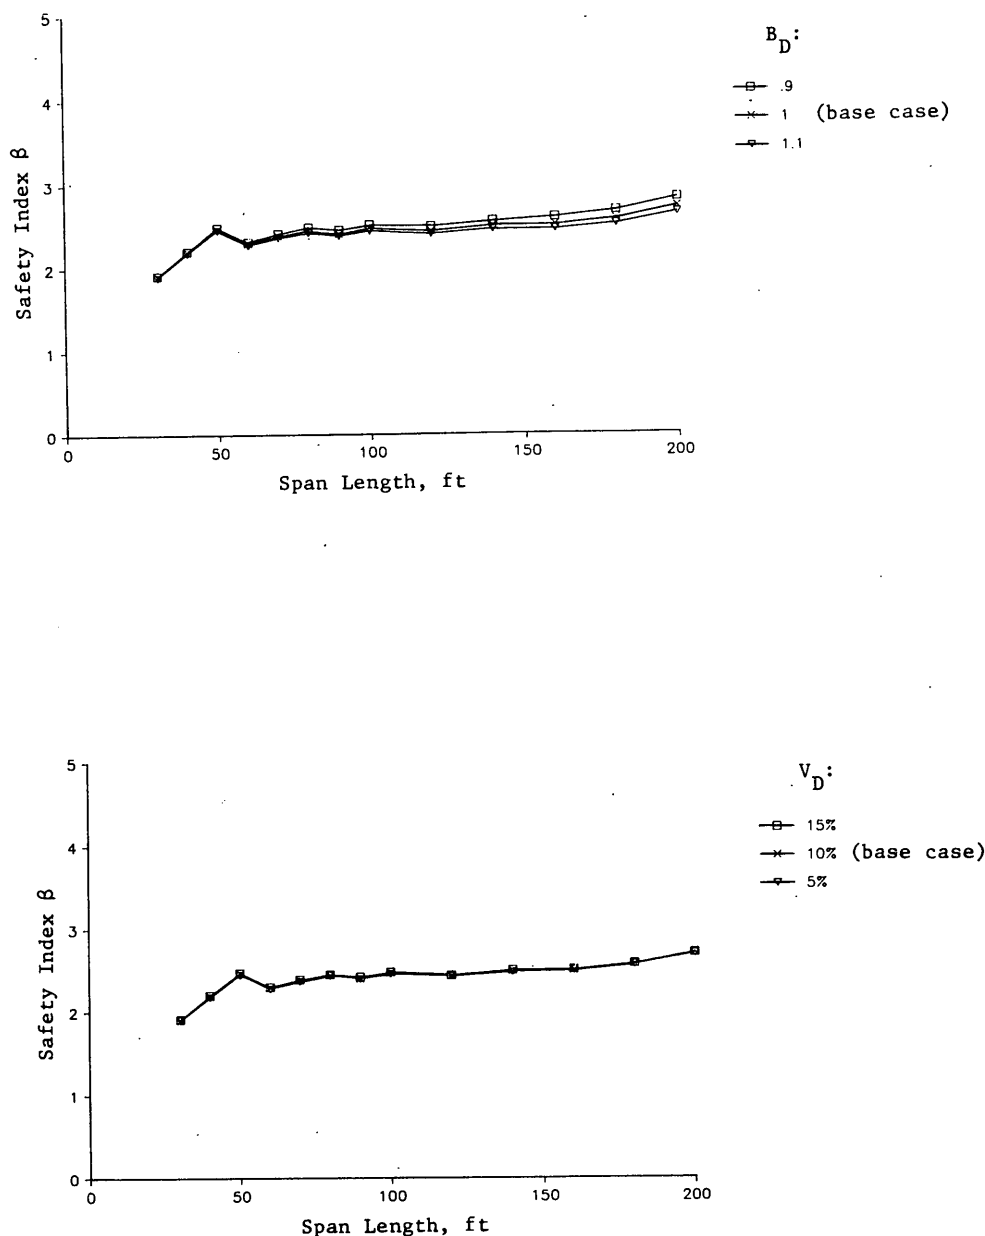 5
4
3
2
1
0
Safety Index β
0 50 100 150 200
Span Length, ft
B_D:
.9
1 (base case)
1.1
5
4
3
2
1
0
Safety Index β
0 50 100 150 200
Span Length, ft
V_D:
15%
10% (base case)
5%